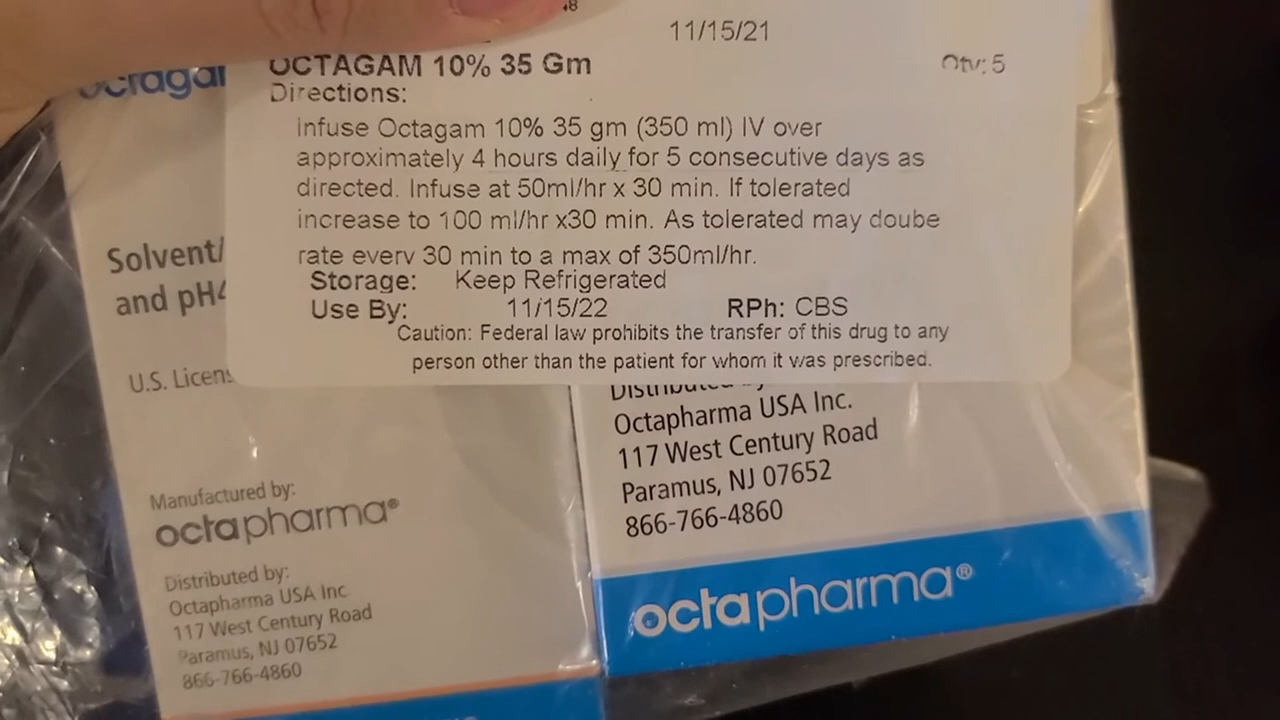 48
11/15/21
OCTAGAM 10% 35 Gm
Qty: 5
Directions:
infuse Octagam 10% 35 gm (350 ml) IV over
approximately 4 hours daily for 5 consecutive days as
directed. Infuse at 50ml/hr x 30 min. If tolerated
increase to 100 ml/hr x30 min. As tolerated may doube
rate every 30 min to a max of 350ml/hr.
Storage: Keep Refrigerated
Use By: 11/15/22 RPh: CBS
Caution: Federal law prohibits the transfer of this drug to any
person other than the patient for whom it was prescribed.
octagam
Solvent/
and pH4
U.S. Licens
Manufactured by:
octapharma®
Distributed by:
Octapharma USA Inc
117 West Century Road
Paramus, NJ 07652
866-766-4860
Distributed by
Octapharma USA Inc.
117 West Century Road
Paramus, NJ 07652
866-766-4860
octapharma®